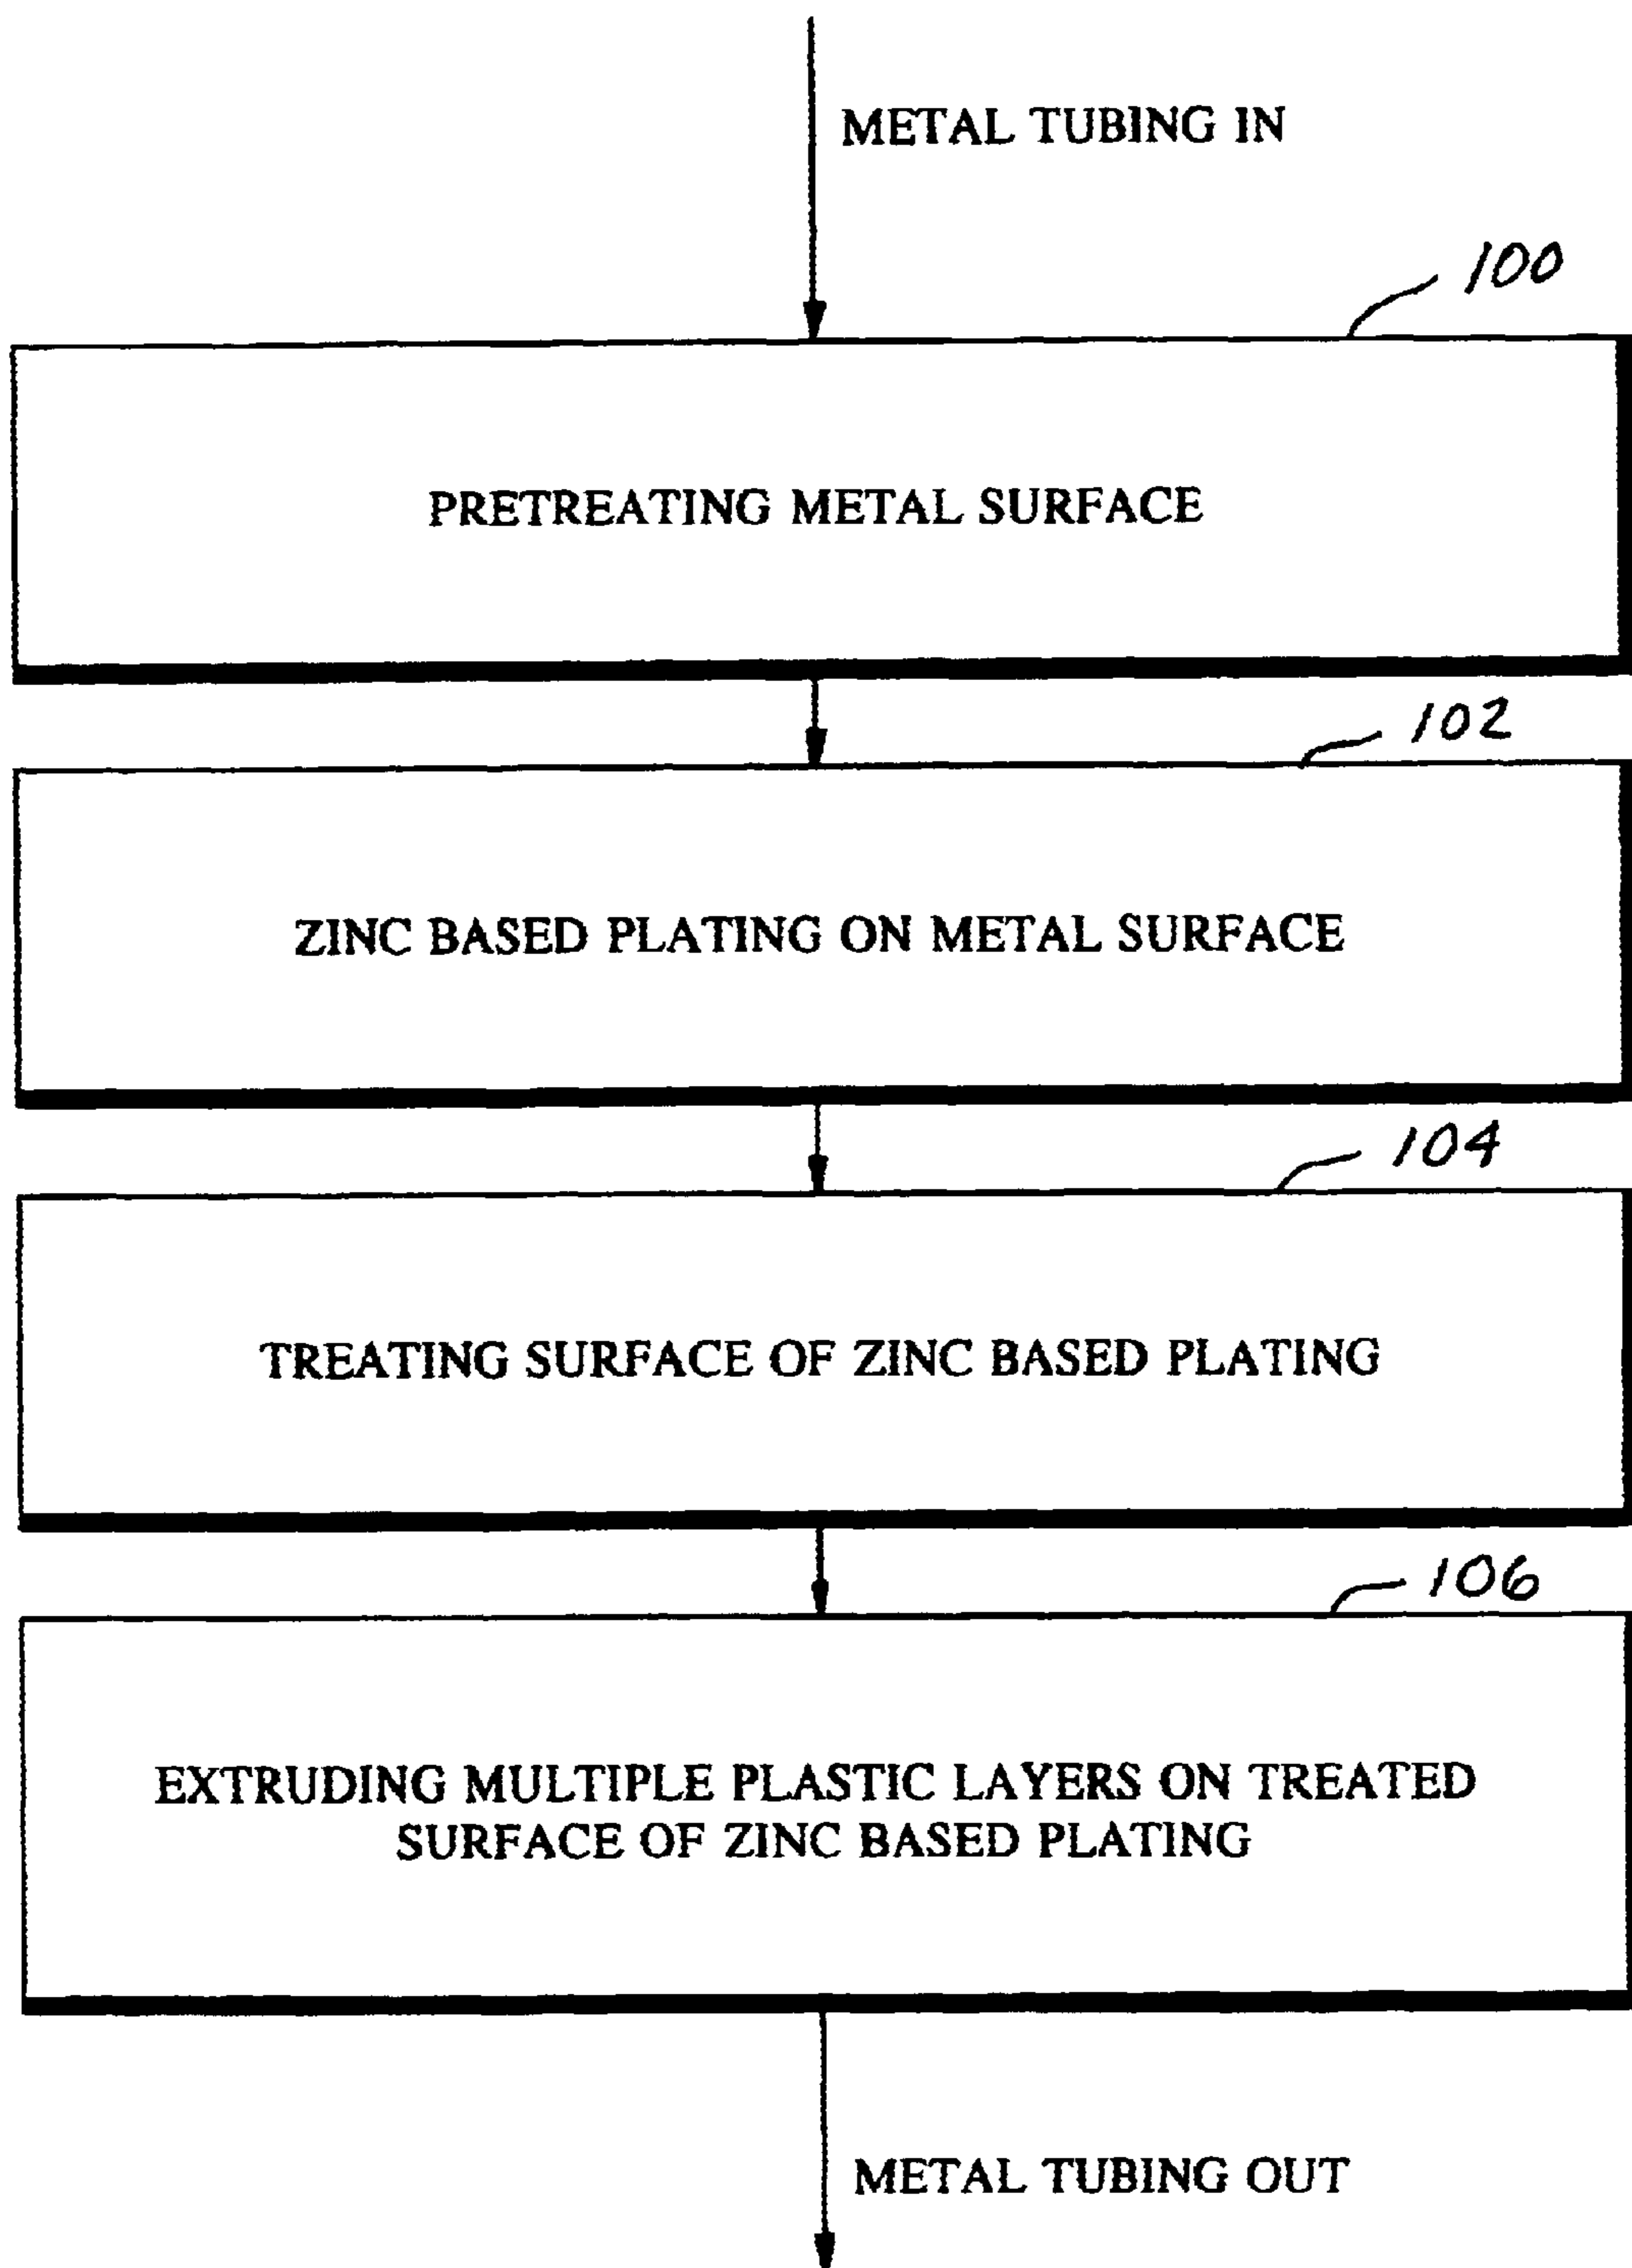 METAL TUBING IN
100
PRETREATING METAL SURFACE
102
ZINC BASED PLATING ON METAL SURFACE
104
TREATING SURFACE OF ZINC BASED PLATING
106
EXTRUDING MULTIPLE PLASTIC LAYERS ON TREATED
SURFACE OF ZINC BASED PLATING
METAL TUBING OUT